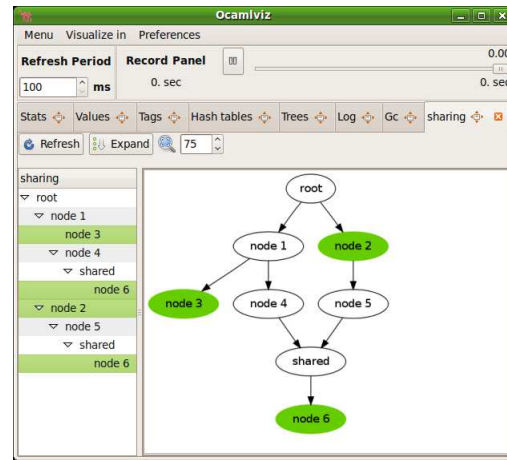 Ocamlviz
Menu Visualize in Preferences
Refresh Period Record Panel 0.00
100 ms 0. sec 0. sec
Stats Values Tags Hash tables Trees Log Gc sharing
Refresh Expand 75
sharing
root
node 1
node 3
node 4
shared
node 6
node 2
node 5
shared
node 6
root
node 1 node 2
node 3 node 4 node 5
shared
node 6